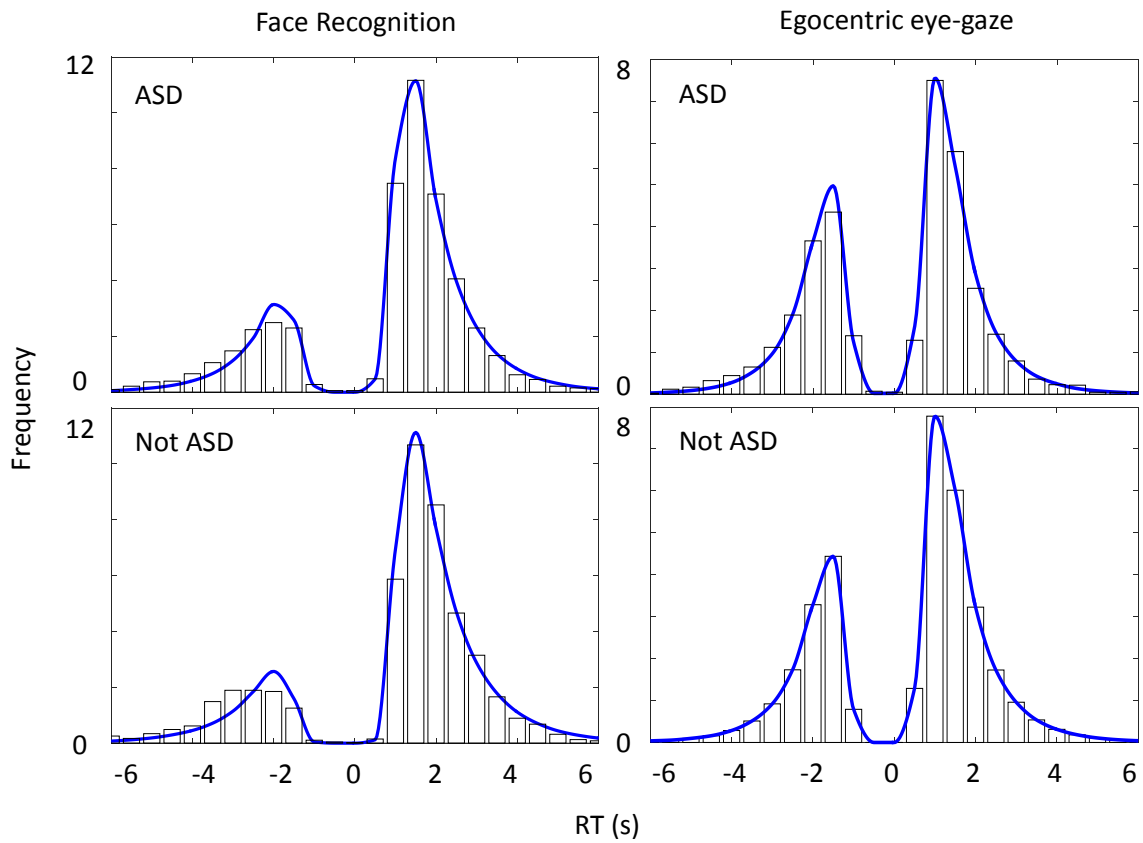 Face Recognition
Egocentric eye-gaze
12
ASD
0
8
ASD
0
Frequency
12
Not ASD
0
8
Not ASD
0
-6 -4 -2 0 2 4 6
-6 -4 -2 0 2 4 6
RT (s)